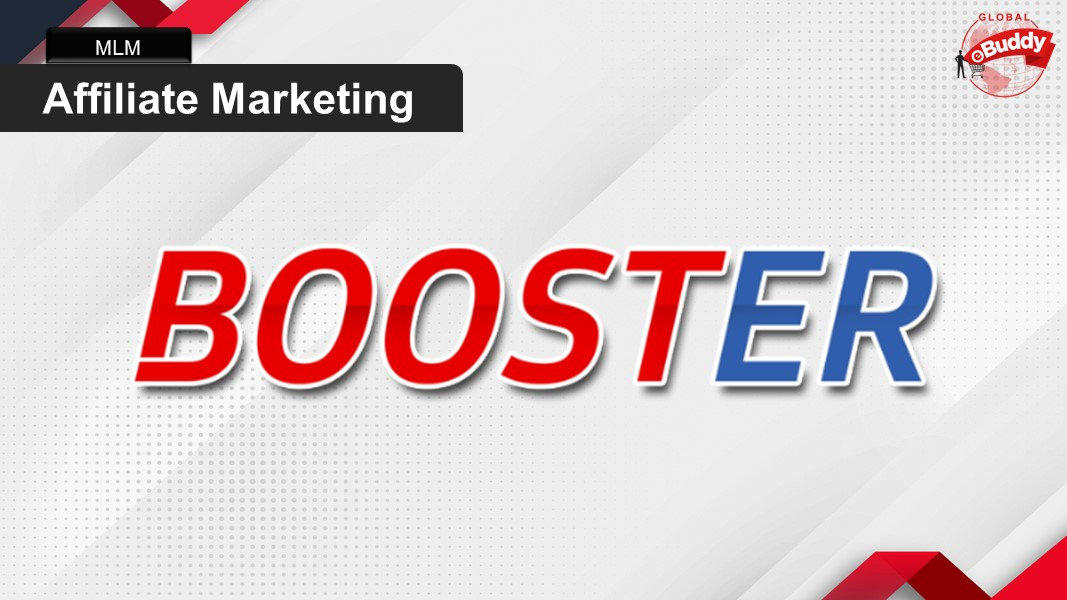 MLM
Affiliate Marketing
GLOBAL
eBuddy
BOOSTER